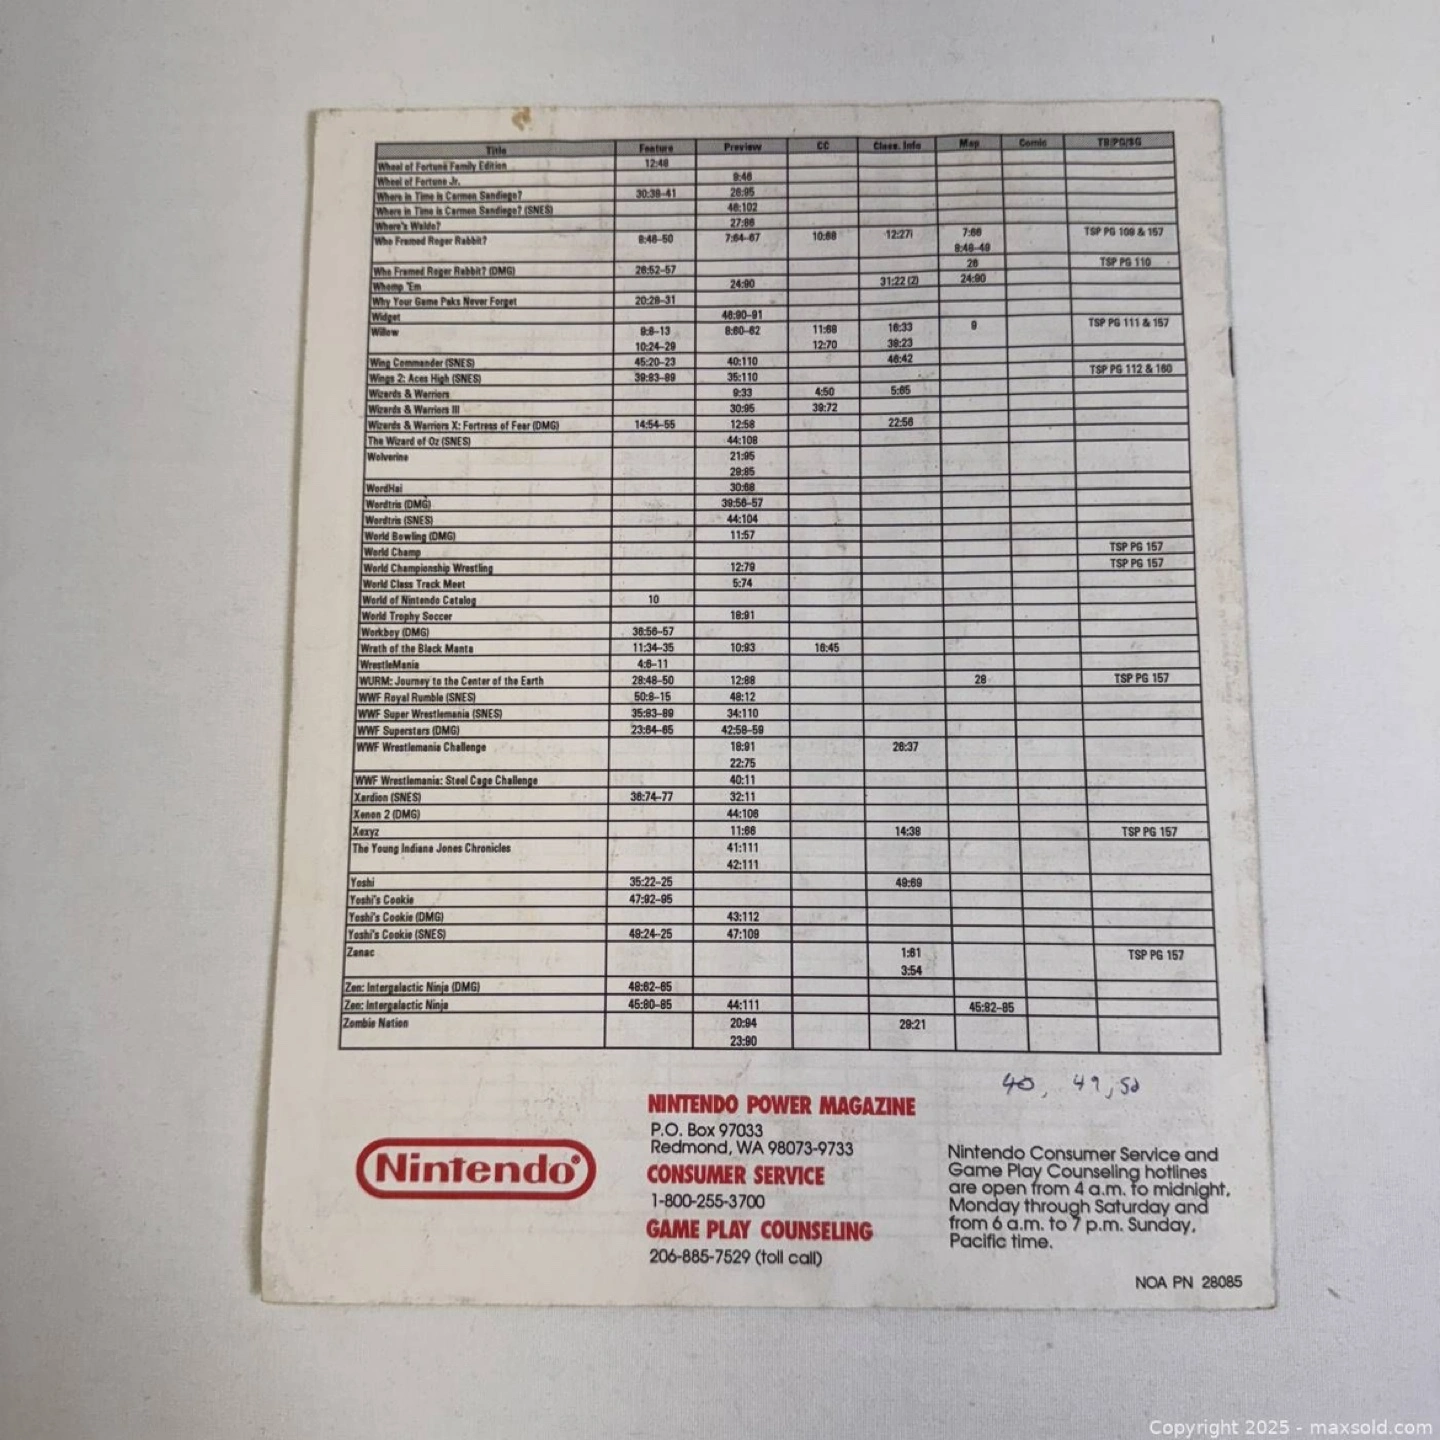 Title Feature Preview CC Class. Info Map Comic TB/PG/SG
Wheel of Fortune Family Edition 12:48
Wheel of Fortune Jr. 9:46
Where in Time is Carmen Sandiego? 30:38–41 26:95
Where in Time is Carmen Sandiego? (SNES) 46:102
Where's Waldo? 27:86
Who Framed Roger Rabbit? 8:48–50 7:64–67 10:68 12:27i 7:66 TSP PG 109 & 157
8:48–49
Who Framed Roger Rabbit? (DMG) 26:52–57 26 TSP PG 110
Whomp 'Em 24:90 31:22 (2) 24:90
Why Your Game Paks Never Forget 20:28–31
Widget 46:90–91
Willow 9:8–13 8:60–62 11:68 16:33 9 TSP PG 111 & 157
10:24–29 12:70 38:23
Wing Commander (SNES) 45:20–23 40:110 46:42
Wings 2: Aces High (SNES) 39:83–89 35:110 TSP PG 112 & 160
Wizards & Warriors 9:33 4:50 5:65
Wizards & Warriors III 30:95 39:72
Wizards & Warriors X: Fortress of Fear (DMG) 14:54–55 12:58 22:56
The Wizard of Oz (SNES) 44:108
Wolverine 21:95
29:85
WordHai 30:68
Wordtris (DMG) 39:56–57
Wordtris (SNES) 44:104
World Bowling (DMG) 11:57
World Champ TSP PG 157
World Championship Wrestling 12:79 TSP PG 157
World Class Track Meet 5:74
World of Nintendo Catalog 10
World Trophy Soccer 18:91
Workboy (DMG) 36:56–57
Wrath of the Black Manta 11:34–35 10:93 16:45
WrestleMania 4:6–11
WURM: Journey to the Center of the Earth 28:48–50 12:88 28 TSP PG 157
WWF Royal Rumble (SNES) 50:8–15 48:12
WWF Super Wrestlemania (SNES) 35:83–89 34:110
WWF Superstars (DMG) 23:64–65 42:58–59
WWF Wrestlemania Challenge 18:91 26:37
22:75
WWF Wrestlemania: Steel Cage Challenge 40:11
Xardion (SNES) 36:74–77 32:11
Xenon 2 (DMG) 44:106
Xexyz 11:66 14:38 TSP PG 157
The Young Indiana Jones Chronicles 41:111
42:111
Yoshi 35:22–25 49:69
Yoshi's Cookie 47:92–95
Yoshi's Cookie (DMG) 43:112
Yoshi's Cookie (SNES) 48:24–25 47:109
Zanac 1:61 TSP PG 157
3:54
Zen: Intergalactic Ninja (DMG) 48:62–65
Zen: Intergalactic Ninja 45:80–85 44:111 45:82–85
Zombie Nation 20:94 29:21
23:90
40, 49, 50
NINTENDO POWER MAGAZINE
P.O. Box 97033
Redmond, WA 98073-9733
CONSUMER SERVICE
1-800-255-3700
GAME PLAY COUNSELING
206-885-7529 (toll call)
Nintendo®
Nintendo Consumer Service and
Game Play Counseling hotlines
are open from 4 a.m. to midnight,
Monday through Saturday and
from 6 a.m. to 7 p.m. Sunday,
Pacific time.
NOA PN 28085
Copyright 2025 - maxsold.com